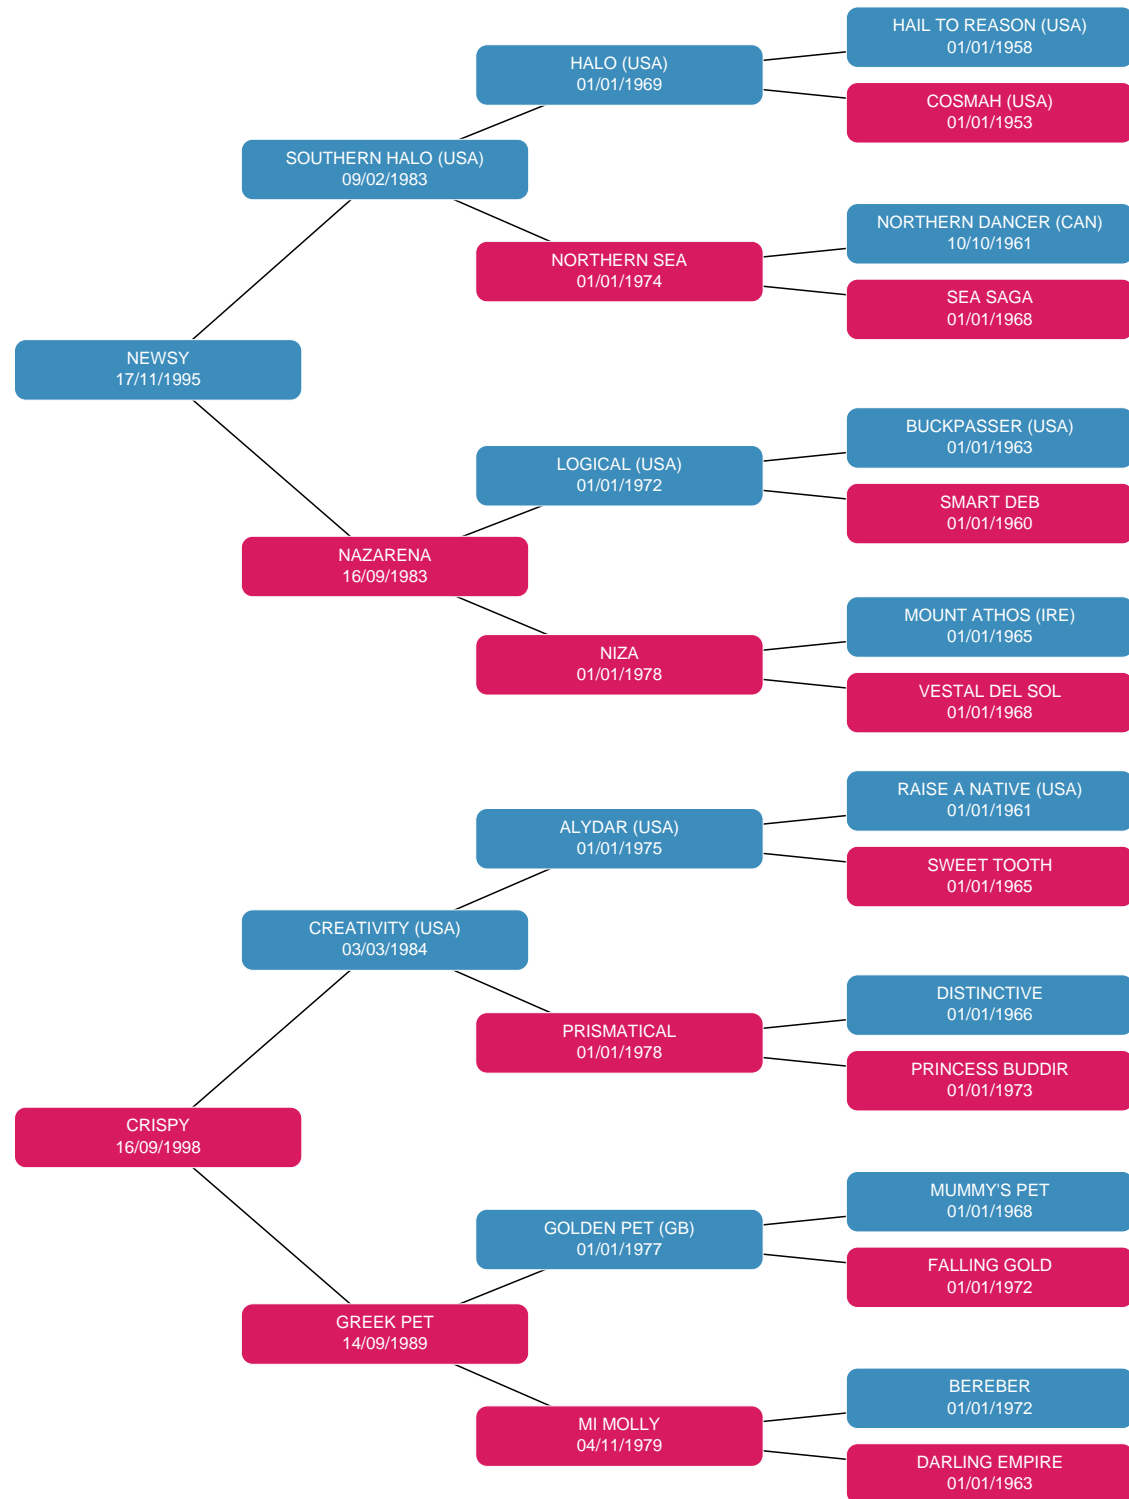 HAIL TO REASON (USA)
01/01/1958
HALO (USA)
01/01/1969
COSMAH (USA)
01/01/1953
SOUTHERN HALO (USA)
09/02/1983
NORTHERN DANCER (CAN)
10/10/1961
NORTHERN SEA
01/01/1974
SEA SAGA
01/01/1968
NEWSY
17/11/1995
BUCKPASSER (USA)
01/01/1963
LOGICAL (USA)
01/01/1972
SMART DEB
01/01/1960
NAZARENA
16/09/1983
MOUNT ATHOS (IRE)
01/01/1965
NIZA
01/01/1978
VESTAL DEL SOL
01/01/1968
RAISE A NATIVE (USA)
01/01/1961
ALYDAR (USA)
01/01/1975
SWEET TOOTH
01/01/1965
CREATIVITY (USA)
03/03/1984
DISTINCTIVE
01/01/1966
PRISMATICAL
01/01/1978
PRINCESS BUDDIR
01/01/1973
CRISPY
16/09/1998
MUMMY'S PET
01/01/1968
GOLDEN PET (GB)
01/01/1977
FALLING GOLD
01/01/1972
GREEK PET
14/09/1989
BEREBER
01/01/1972
MI MOLLY
04/11/1979
DARLING EMPIRE
01/01/1963